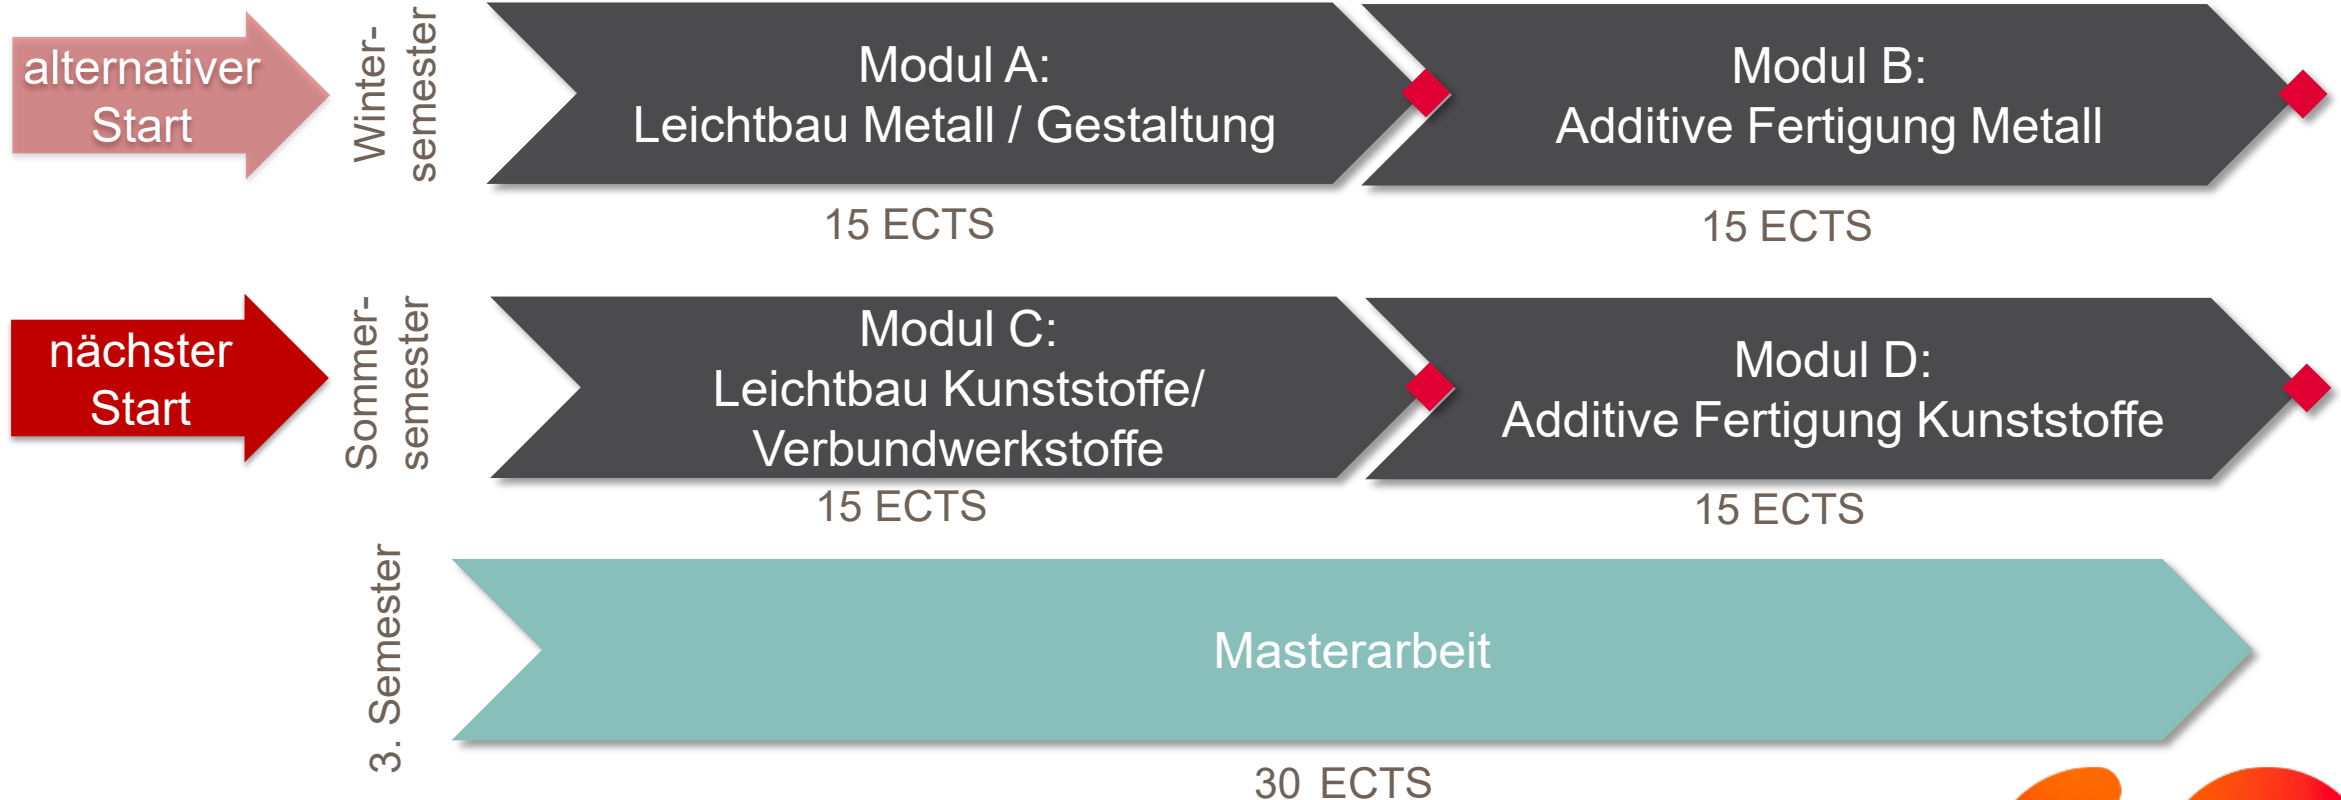 alternativer
Start
Winter-
semester
Modul A:
Leichtbau Metall / Gestaltung
15 ECTS
Modul B:
Additive Fertigung Metall
15 ECTS
nächster
Start
Sommer-
semester
Modul C:
Leichtbau Kunststoffe/
Verbundwerkstoffe
15 ECTS
Modul D:
Additive Fertigung Kunststoffe
15 ECTS
3. Semester
Masterarbeit
30 ECTS